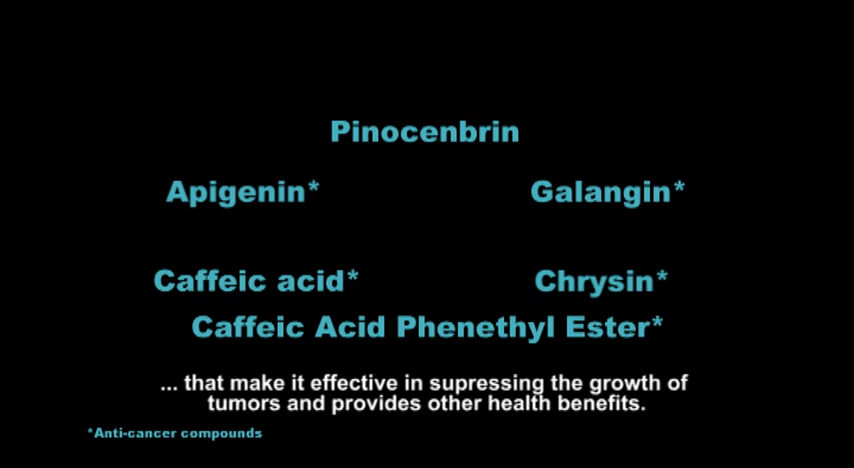 Pinocenbrin
Apigenin* Galangin*
Caffeic acid* Chrysin*
Caffeic Acid Phenethyl Ester*
... that make it effective in supressing the growth of
tumors and provides other health benefits.
*Anti-cancer compounds